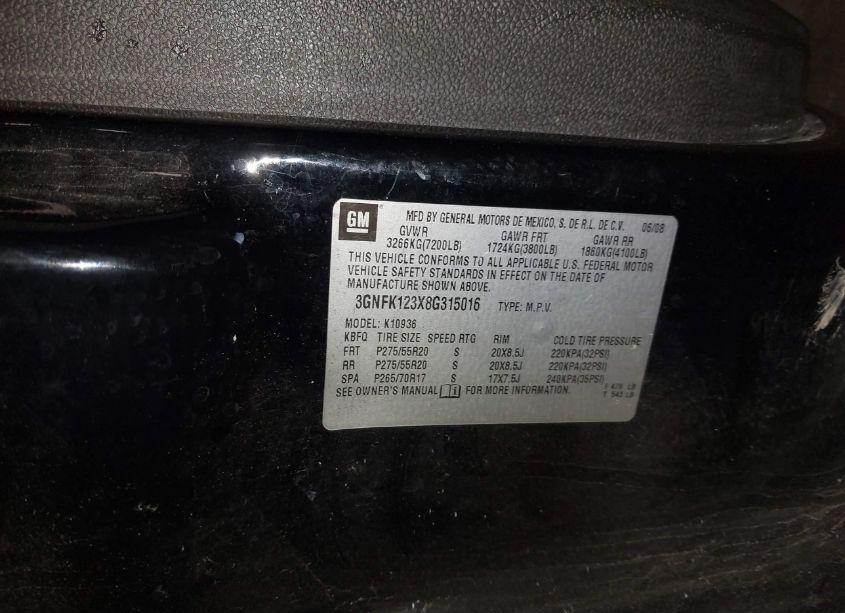 GM
MFD BY GENERAL MOTORS DE MEXICO, S. DE R.L. DE C.V. 06/08
GVWR GAWR FRT GAWR RR
3266KG(7200LB) 1724KG(3800LB) 1860KG(4100LB)
THIS VEHICLE CONFORMS TO ALL APPLICABLE U.S. FEDERAL MOTOR
VEHICLE SAFETY STANDARDS IN EFFECT ON THE DATE OF
MANUFACTURE SHOWN ABOVE.
3GNFK123X8G315016 TYPE: M.P.V.
MODEL: K10936
KBFQ TIRE SIZE SPEED RTG RIM COLD TIRE PRESSURE
FRT P275/55R20 S 20X8.5J 220KPA(32PSI)
RR P275/55R20 S 20X8.5J 220KPA(32PSI)
SPA P265/70R17 S 17X7.5J 240KPA(35PSI)
SEE OWNER'S MANUAL FOR MORE INFORMATION.